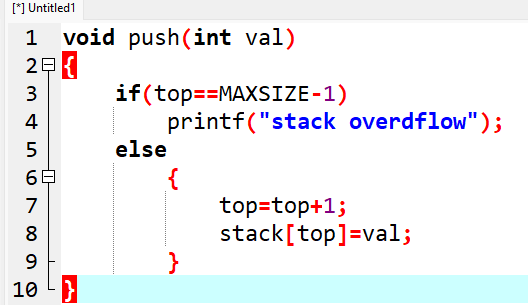 [*] Untitled1
1 void push(int val)
2 {
3 if(top==MAXSIZE-1)
4 printf("stack overdflow");
5 else
6 {
7 top=top+1;
8 stack[top]=val;
9 }
10 }